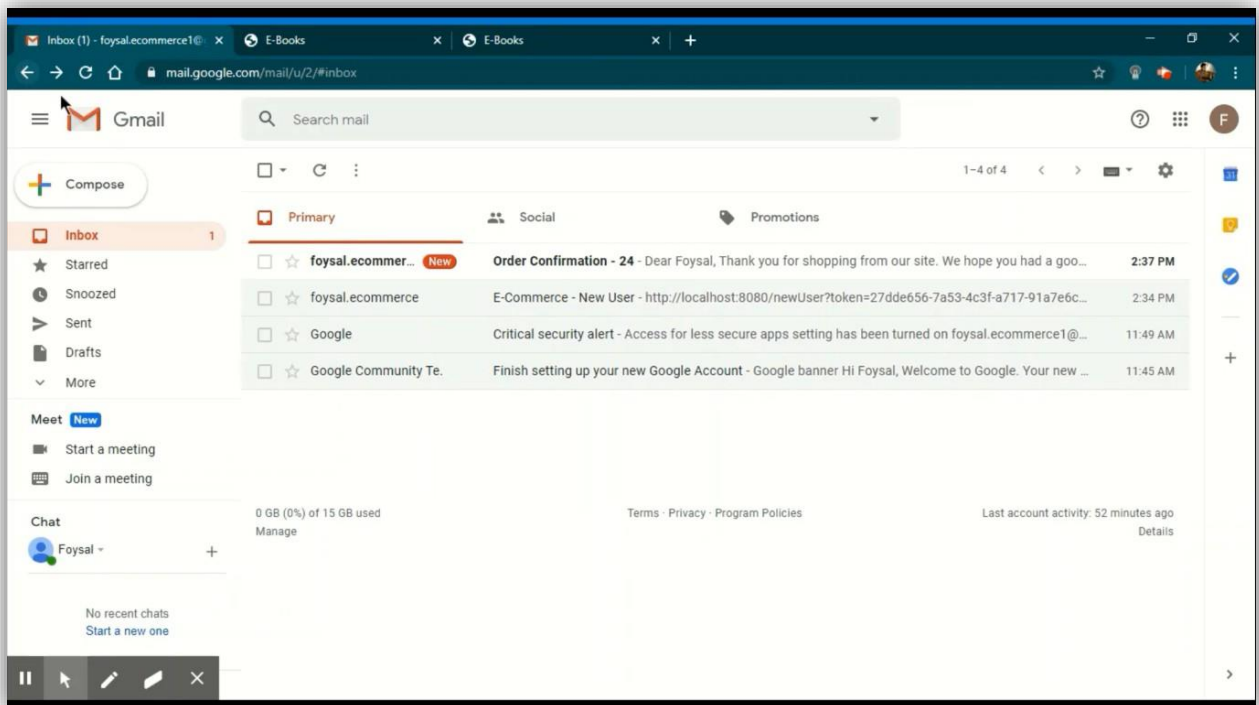 Inbox (1) - foysal.ecommerce1@
E-Books
E-Books
mail.google.com/mail/u/2/#inbox
Gmail
Search mail
F
Compose
1–4 of 4
31
Primary
Social
Promotions
Inbox 1
Starred
Snoozed
Sent
Drafts
More
foysal.ecommer... New Order Confirmation - 24 - Dear Foysal, Thank you for shopping from our site. We hope you had a goo... 2:37 PM
foysal.ecommerce E-Commerce - New User - http://localhost:8080/newUser?token=27dde656-7a53-4c3f-a717-91a7e6c... 2:34 PM
Google Critical security alert - Access for less secure apps setting has been turned on foysal.ecommerce1@... 11:49 AM
Google Community Te. Finish setting up your new Google Account - Google banner Hi Foysal, Welcome to Google. Your new ... 11:45 AM
Meet New
Start a meeting
Join a meeting
Chat
Foysal
No recent chats
Start a new one
0 GB (0%) of 15 GB used
Manage
Terms · Privacy · Program Policies
Last account activity: 52 minutes ago
Details